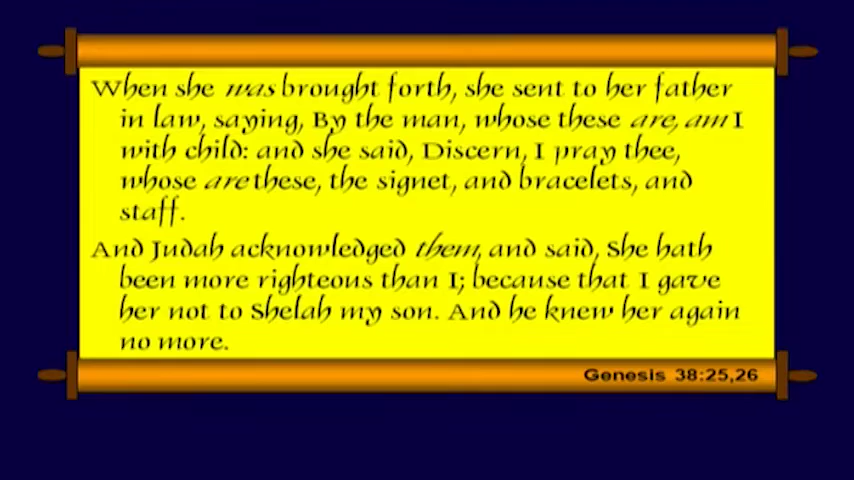 When she was brought forth, she sent to her father
in law, saying, By the man, whose these are, am I
with child: and she said, Discern, I pray thee,
whose are these, the signet, and bracelets, and
staff.
And Judah acknowledged them, and said, She hath
been more righteous than I; because that I gave
her not to Shelah my son. And he knew her again
no more.
Genesis 38:25,26